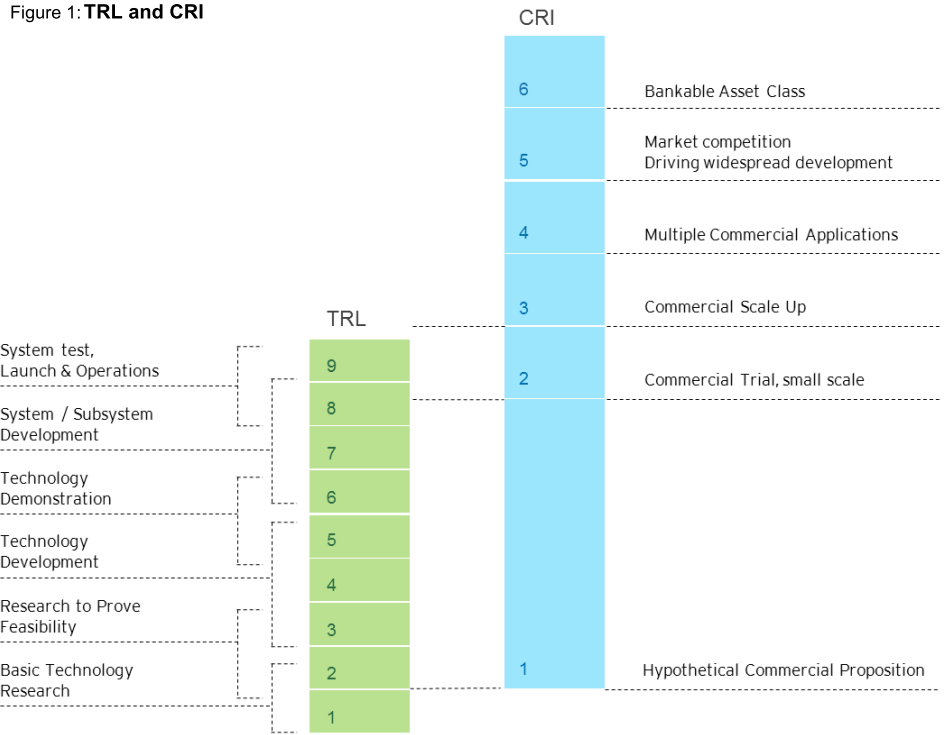 Figure 1: TRL and CRI
CRI
6
Bankable Asset Class
Market competition
5
Driving widespread development
4
Multiple Commercial Applications
3
Commercial Scale Up
TRL
System test,
Launch & Operations
9
2
Commercial Trial, small scale
System / Subsystem
Development
8
7
Technology
Demonstration
6
Technology
Development
5
4
Research to Prove
Feasibility
3
Basic Technology
Research
2
1
Hypothetical Commercial Proposition
1